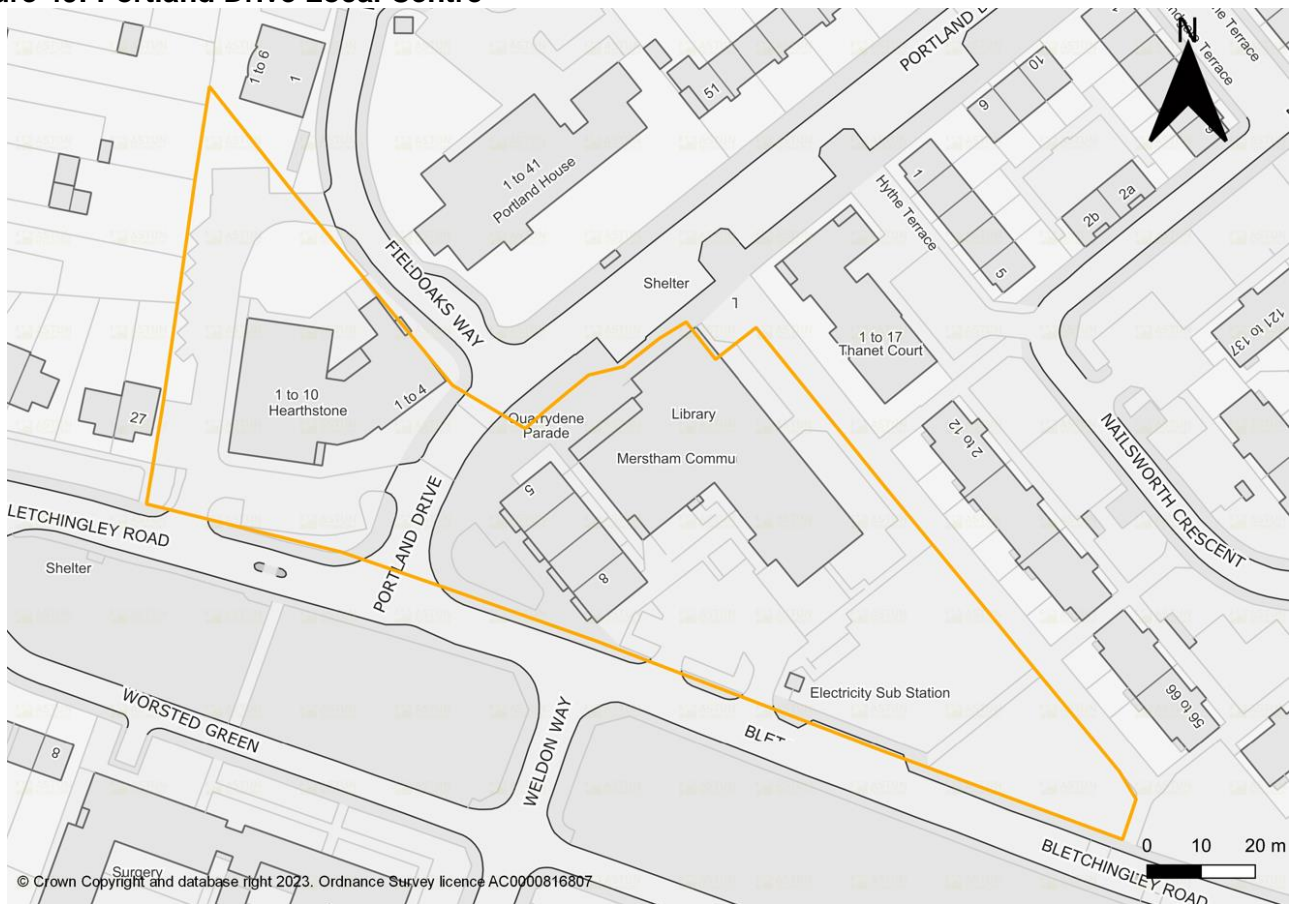 ure 45: Portland Drive Local Centre
1 to 6
1
51
PORTLAND D
Terrace
N
10
9
1 to 41
Portland House
1
Hythe Terrace
5
2b
2a
FIELDOAKS WAY
Shelter
1 to 17
Thanet Court
121 to 137
27
1 to 10
Hearthstone
1 to 4
Quarrydene
Parade
Library
Merstham Commu
2 to 12
NAILSWORTH CRESCENT
5
8
LETCHINGLEY ROAD
PORTLAND DRIVE
Shelter
Electricity Sub Station
56 to 66
WORSTED GREEN
8
WELDON WAY
BLET
BLETCHINGLEY ROAD
0 10 20 m
Surgery
© Crown Copyright and database right 2023. Ordnance Survey licence AC0000816807